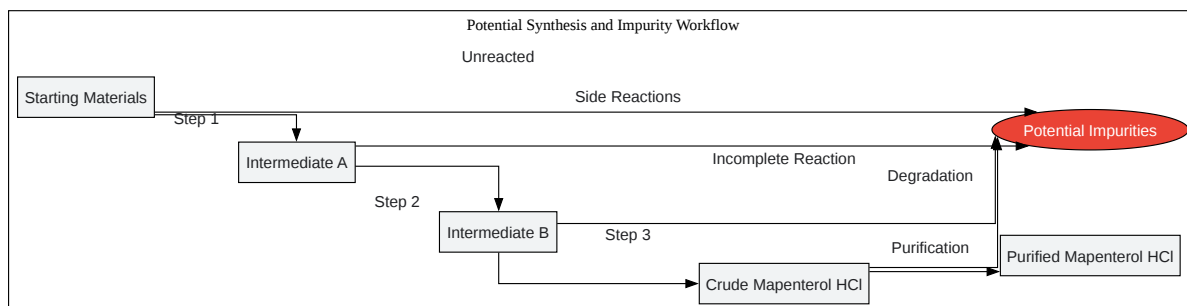 Potential Synthesis and Impurity Workflow
Unreacted
Starting Materials
Side Reactions
Step 1
Potential Impurities
Intermediate A
Incomplete Reaction
Degradation
Step 2
Intermediate B
Step 3
Purification
Purified Mapenterol HCl
Crude Mapenterol HCl